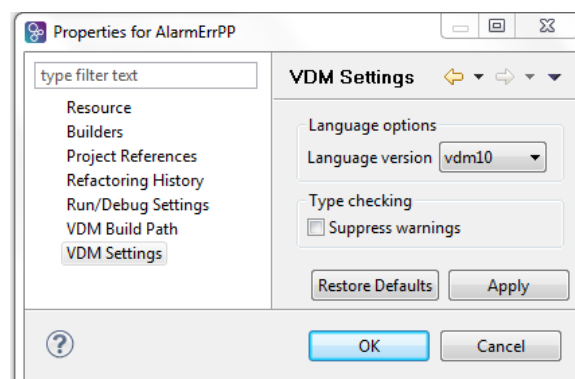 Properties for AlarmErrPP
type filter text
Resource
Builders
Project References
Refactoring History
Run/Debug Settings
VDM Build Path
VDM Settings
VDM Settings
Language options
Language version vdm10
Type checking
Suppress warnings
Restore Defaults Apply
? OK Cancel